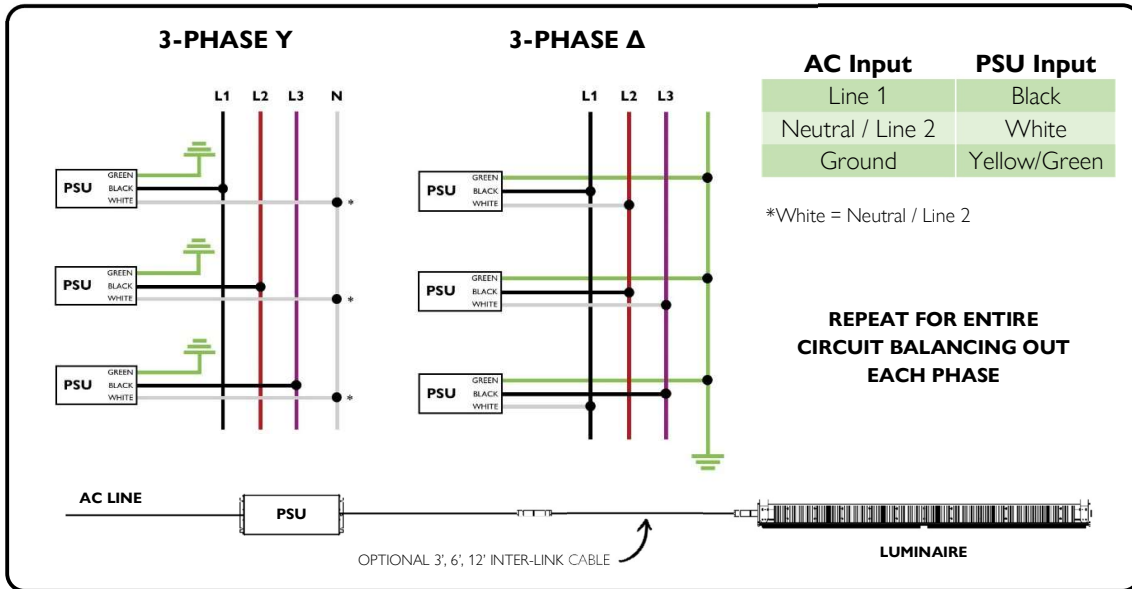 3-PHASE Y
L1 L2 L3 N
PSU
GREEN
BLACK
WHITE
*
PSU
GREEN
BLACK
WHITE
*
PSU
GREEN
BLACK
WHITE
*
3-PHASE Δ
L1 L2 L3
PSU
GREEN
BLACK
WHITE
PSU
GREEN
BLACK
WHITE
PSU
GREEN
BLACK
WHITE
AC Input PSU Input
Line 1 Black
Neutral / Line 2 White
Ground Yellow/Green
*White = Neutral / Line 2
REPEAT FOR ENTIRE
CIRCUIT BALANCING OUT
EACH PHASE
AC LINE
PSU
OPTIONAL 3', 6', 12' INTER-LINK CABLE
LUMINAIRE